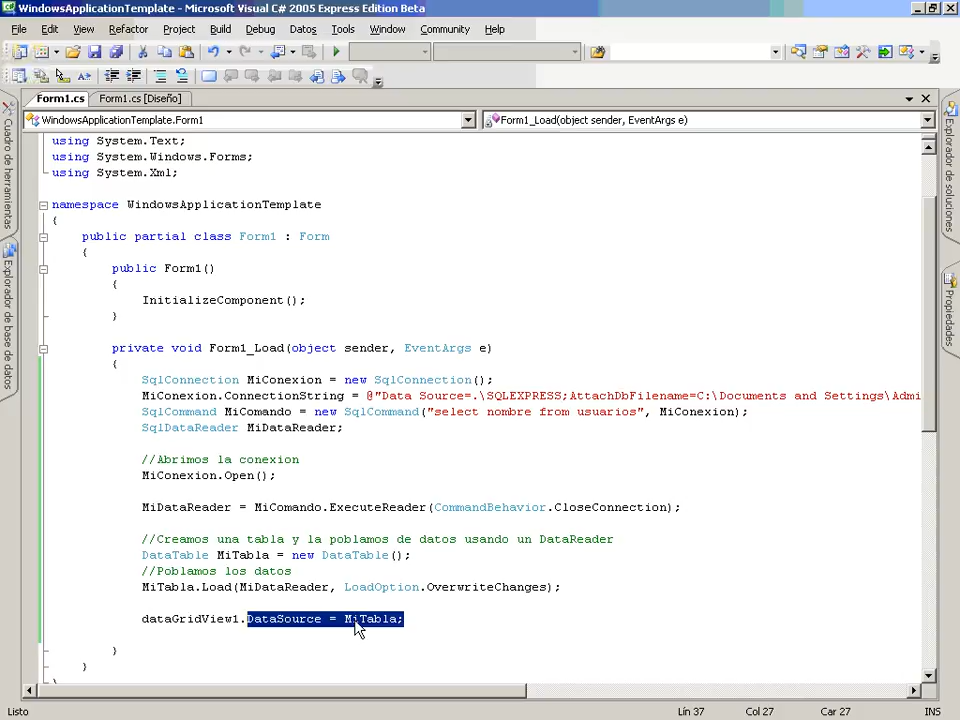 WindowsApplicationTemplate - Microsoft Visual C# 2005 Express Edition Beta
File Edit View Refactor Project Build Debug Datos Tools Window Community Help
Form1.cs Form1.cs [Diseño]
WindowsApplicationTemplate.Form1 Form1_Load(object sender, EventArgs e)
Cuadro de herramientas
Explorador de base de datos
using System.Text;
using System.Windows.Forms;
using System.Xml;
namespace WindowsApplicationTemplate
{
public partial class Form1 : Form
{
public Form1()
{
InitializeComponent();
}
private void Form1_Load(object sender, EventArgs e)
{
SqlConnection MiConexion = new SqlConnection();
MiConexion.ConnectionString = @"Data Source=.\SQLEXPRESS;AttachDbFilename=C:\Documents and Settings\Admi
SqlCommand MiComando = new SqlCommand("select nombre from usuarios", MiConexion);
SqlDataReader MiDataReader;
//Abrimos la conexion
MiConexion.Open();
MiDataReader = MiComando.ExecuteReader(CommandBehavior.CloseConnection);
//Creamos una tabla y la poblamos de datos usando un DataReader
DataTable MiTabla = new DataTable();
//Poblamos los datos
MiTabla.Load(MiDataReader, LoadOption.OverwriteChanges);
dataGridView1.DataSource = MiTabla;
}
}
}
Explorador de soluciones
Propiedades
Listo Lín 37 Col 27 Car 27 INS